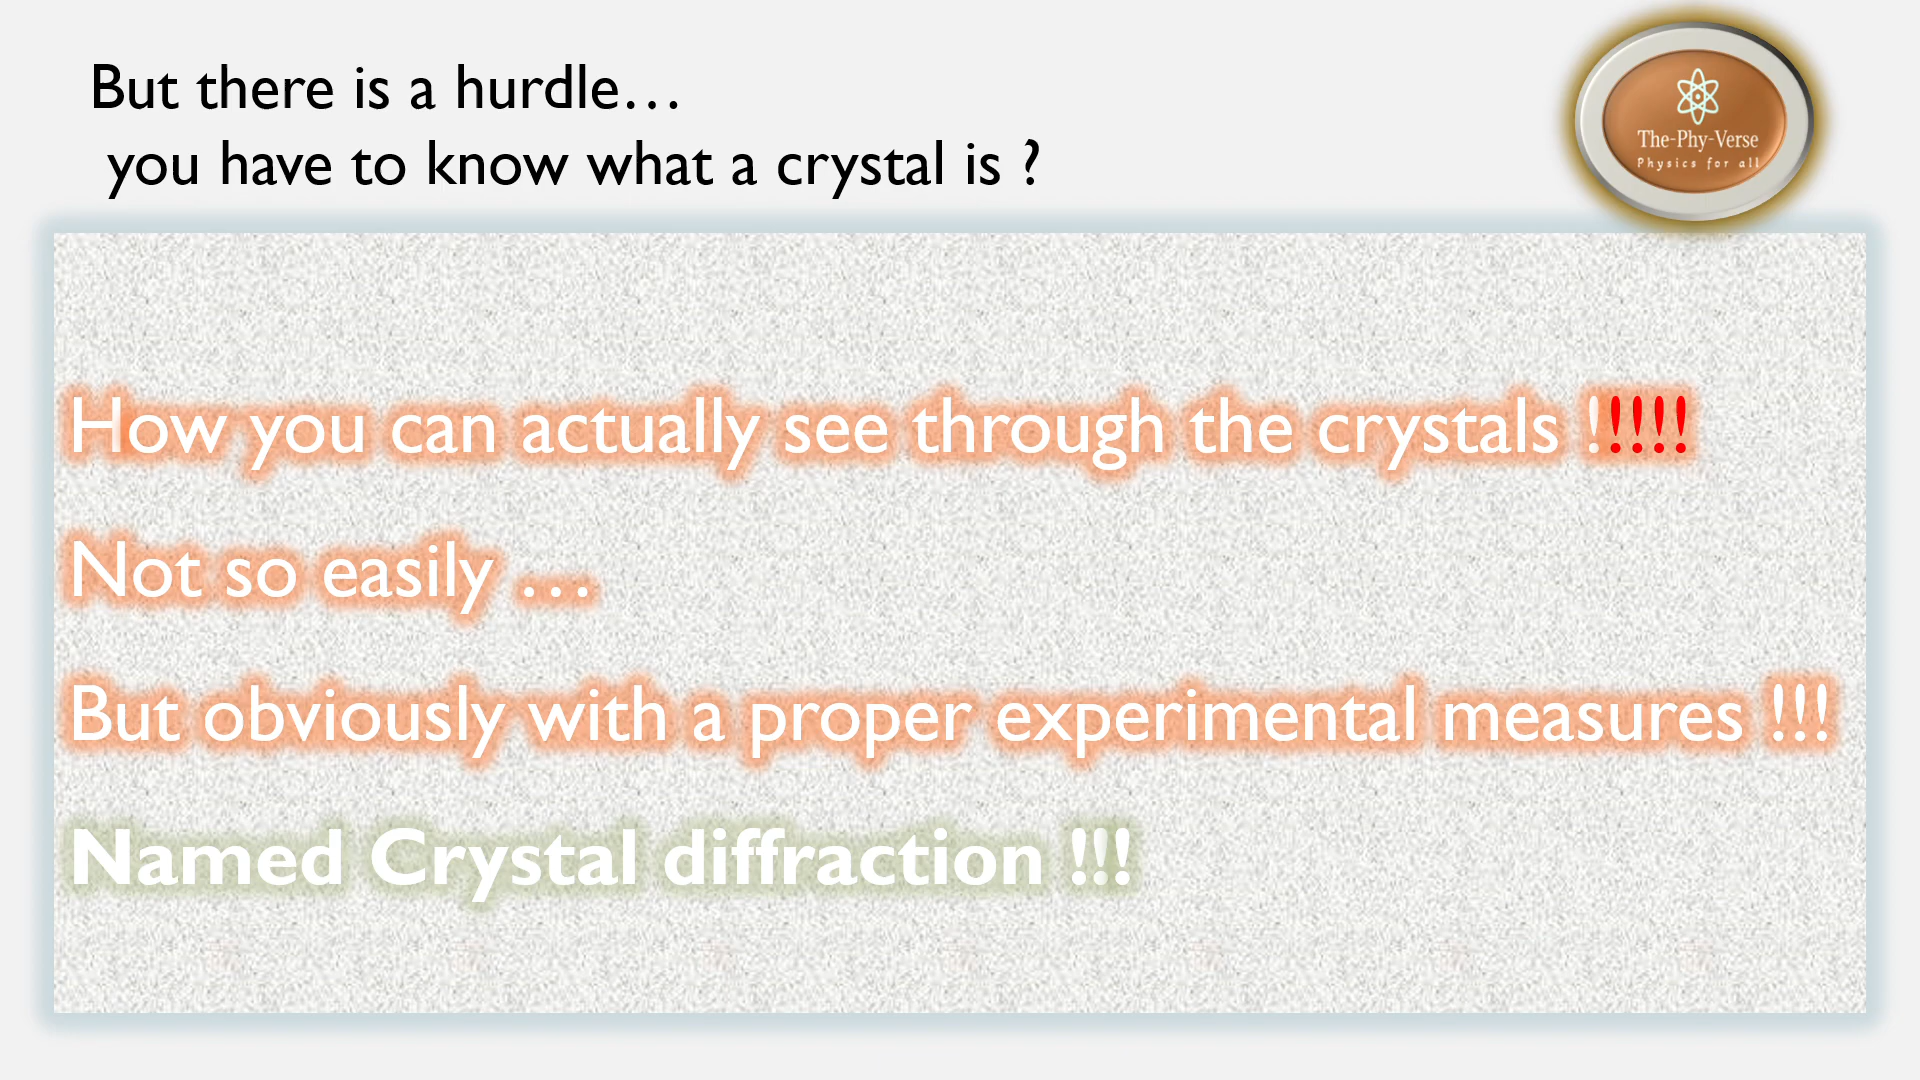 But there is a hurdle…
you have to know what a crystal is ?
The-Phy-Verse
Physics for all
How you can actually see through the crystals !!!!!
Not so easily …
But obviously with a proper experimental measures !!!
Named Crystal diffraction !!!